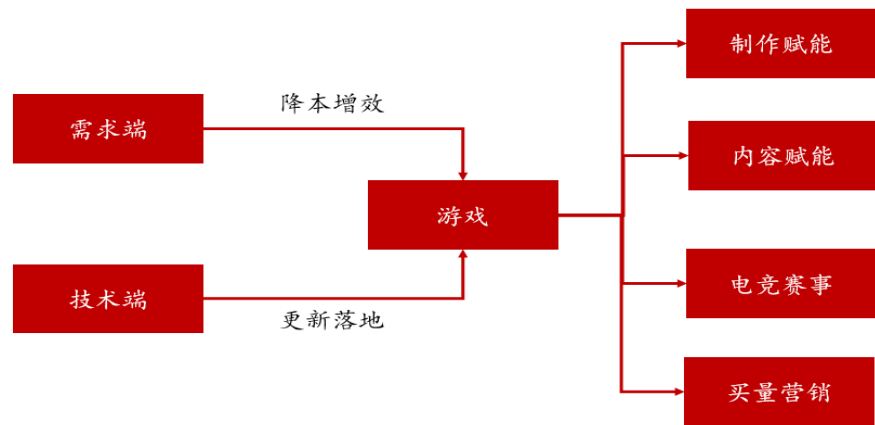 需求端
降本增效
技术端
更新落地
游戏
制作赋能
内容赋能
电竞赛事
买量营销